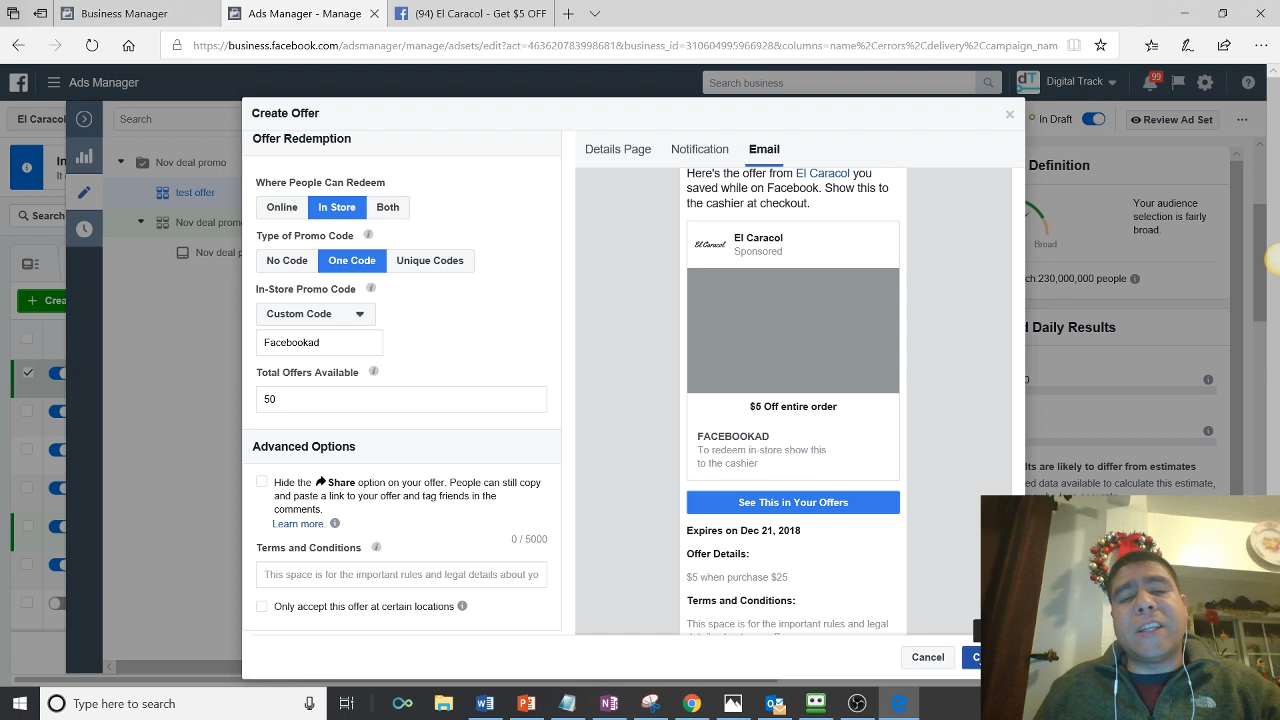 Business Manager
Ads Manager
(94) El Caracol - Get $5 OFF
https://business.facebook.com/adsmanager/manage/adsets/edit?act=463620783998681&business_id=310604995966928&columns=name%2Cerrors%2Cdelivery%2Ccampaign_nam
Ads Manager
Search business
Digital Track
99
El Caracol
Search
In Draft
Review Ad Set
Create Offer
Offer Redemption
Where People Can Redeem
Online
In Store
Both
Type of Promo Code
No Code
One Code
Unique Codes
In-Store Promo Code
Custom Code
Facebookad
Total Offers Available
50
Advanced Options
Hide the Share option on your offer. People can still copy
and paste a link to your offer and tag friends in the
comments.
Learn more.
0 / 5000
Terms and Conditions
This space is for the important rules and legal details about yo
Only accept this offer at certain locations
Details Page
Notification
Email
Here's the offer from El Caracol you
saved while on Facebook. Show this to
the cashier at checkout.
El Caracol
El Caracol
Sponsored
$5 Off entire order
FACEBOOKAD
To redeem in-store show this
to the cashier
See This in Your Offers
Expires on Dec 21, 2018
Offer Details:
$5 when purchase $25
Terms and Conditions:
This space is for the important rules and legal
Cancel
New deal promo
test offer
Search
Definition
Your audience
selection is fairly
broad.
Broad
230,000,000 people
Daily Results
are likely to differ from estimates
data available to calculate this estimate,
Type here to search